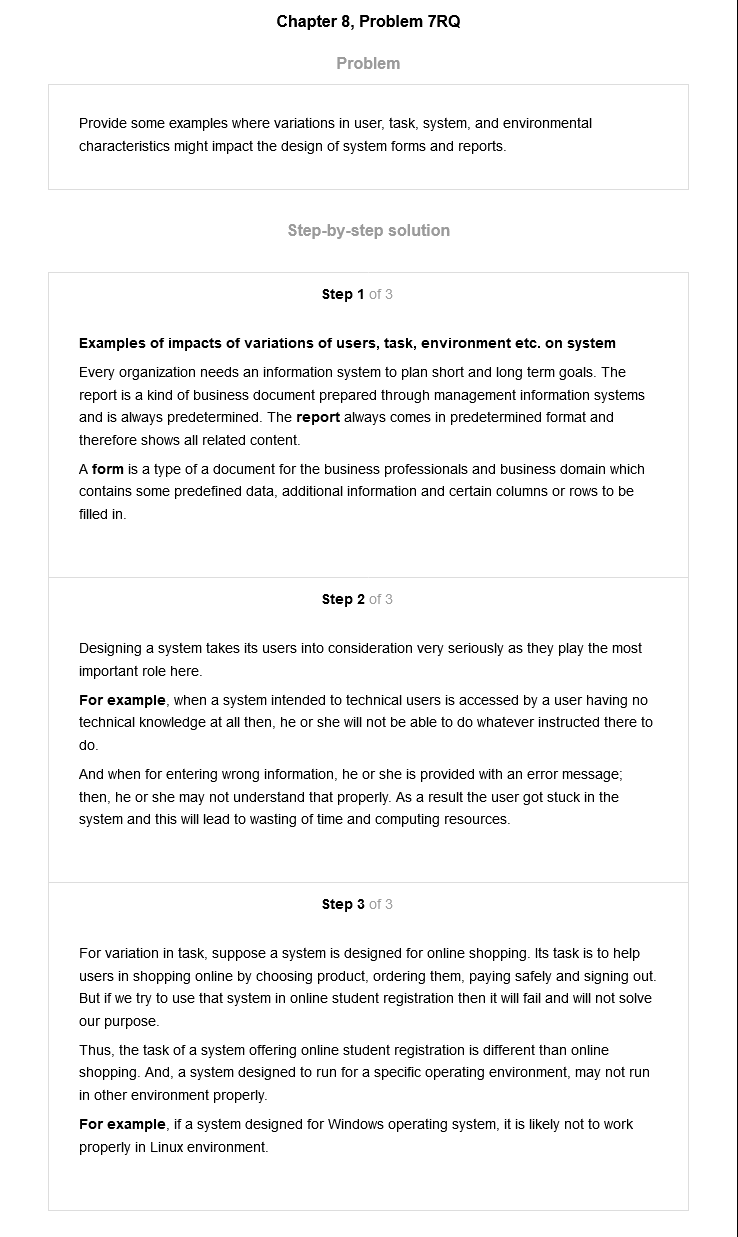 Chapter 8, Problem 7RQ
Problem
Provide some examples where variations in user, task, system, and environmental
characteristics might impact the design of system forms and reports.
Step-by-step solution
Step 1 of 3
Examples of impacts of variations of users, task, environment etc. on system
Every organization needs an information system to plan short and long term goals. The
report is a kind of business document prepared through management information systems
and is always predetermined. The report always comes in predetermined format and
therefore shows all related content.
A form is a type of a document for the business professionals and business domain which
contains some predefined data, additional information and certain columns or rows to be
filled in.
Step 2 of 3
Designing a system takes its users into consideration very seriously as they play the most
important role here.
For example, when a system intended to technical users is accessed by a user having no
technical knowledge at all then, he or she will not be able to do whatever instructed there to
do.
And when for entering wrong information, he or she is provided with an error message;
then, he or she may not understand that properly. As a result the user got stuck in the
system and this will lead to wasting of time and computing resources.
Step 3 of 3
For variation in task, suppose a system is designed for online shopping. Its task is to help
users in shopping online by choosing product, ordering them, paying safely and signing out.
But if we try to use that system in online student registration then it will fail and will not solve
our purpose.
Thus, the task of a system offering online student registration is different than online
shopping. And, a system designed to run for a specific operating environment, may not run
in other environment properly.
For example, if a system designed for Windows operating system, it is likely not to work
properly in Linux environment.